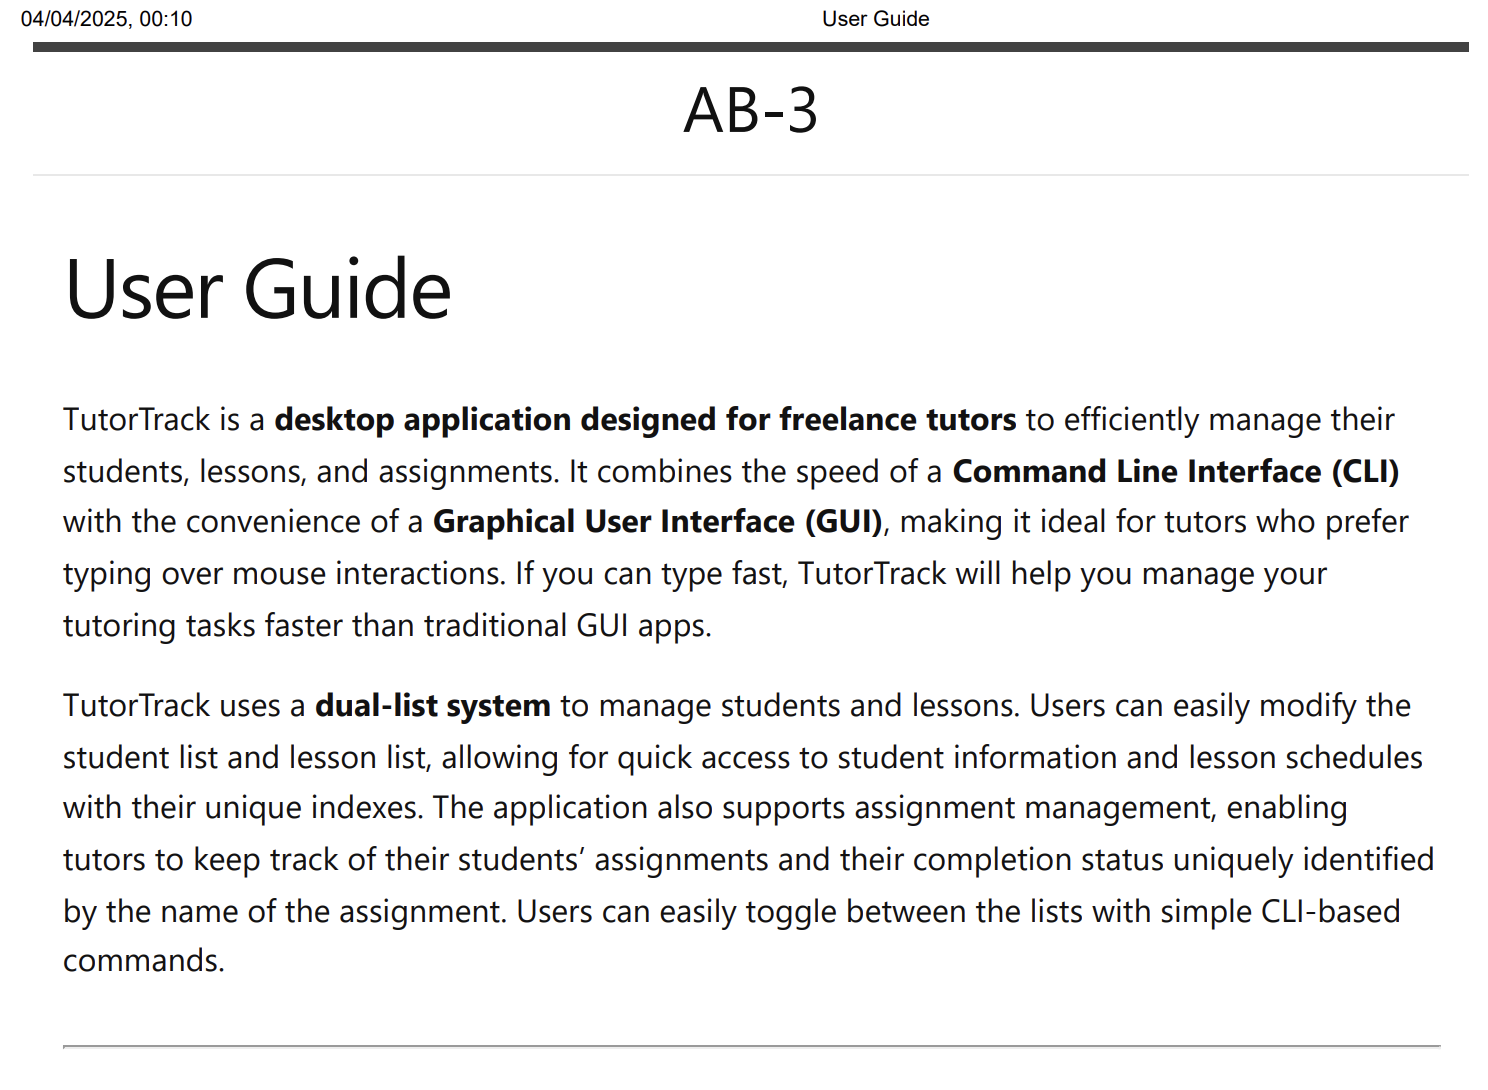 04/04/2025, 00:10 User Guide
AB-3
User Guide
TutorTrack is a desktop application designed for freelance tutors to efficiently manage their
students, lessons, and assignments. It combines the speed of a Command Line Interface (CLI)
with the convenience of a Graphical User Interface (GUI), making it ideal for tutors who prefer
typing over mouse interactions. If you can type fast, TutorTrack will help you manage your
tutoring tasks faster than traditional GUI apps.
TutorTrack uses a dual-list system to manage students and lessons. Users can easily modify the
student list and lesson list, allowing for quick access to student information and lesson schedules
with their unique indexes. The application also supports assignment management, enabling
tutors to keep track of their students’ assignments and their completion status uniquely identified
by the name of the assignment. Users can easily toggle between the lists with simple CLI-based
commands.